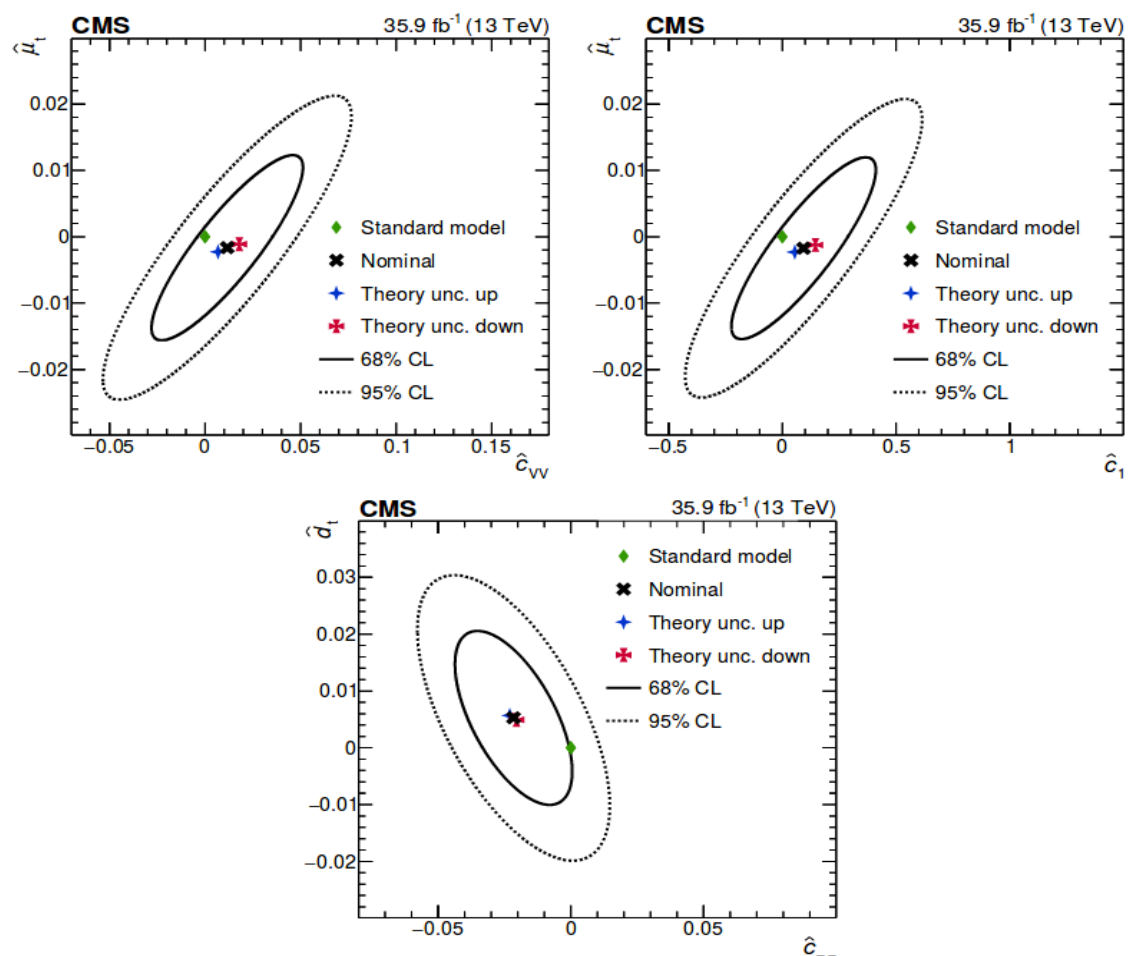 CMS 35.9 fb⁻¹ (13 TeV)
μ̂t
0.02
0.01
0
−0.01
−0.02
Standard model
Nominal
Theory unc. up
Theory unc. down
68% CL
95% CL
−0.05 0 0.05 0.1 0.15
ĉVV
CMS 35.9 fb⁻¹ (13 TeV)
μ̂t
0.02
0.01
0
−0.01
−0.02
Standard model
Nominal
Theory unc. up
Theory unc. down
68% CL
95% CL
−0.5 0 0.5 1
ĉ1
CMS 35.9 fb⁻¹ (13 TeV)
d̂t
0.03
0.02
0.01
0
−0.01
−0.02
Standard model
Nominal
Theory unc. up
Theory unc. down
68% CL
95% CL
−0.05 0 0.05
ĉ